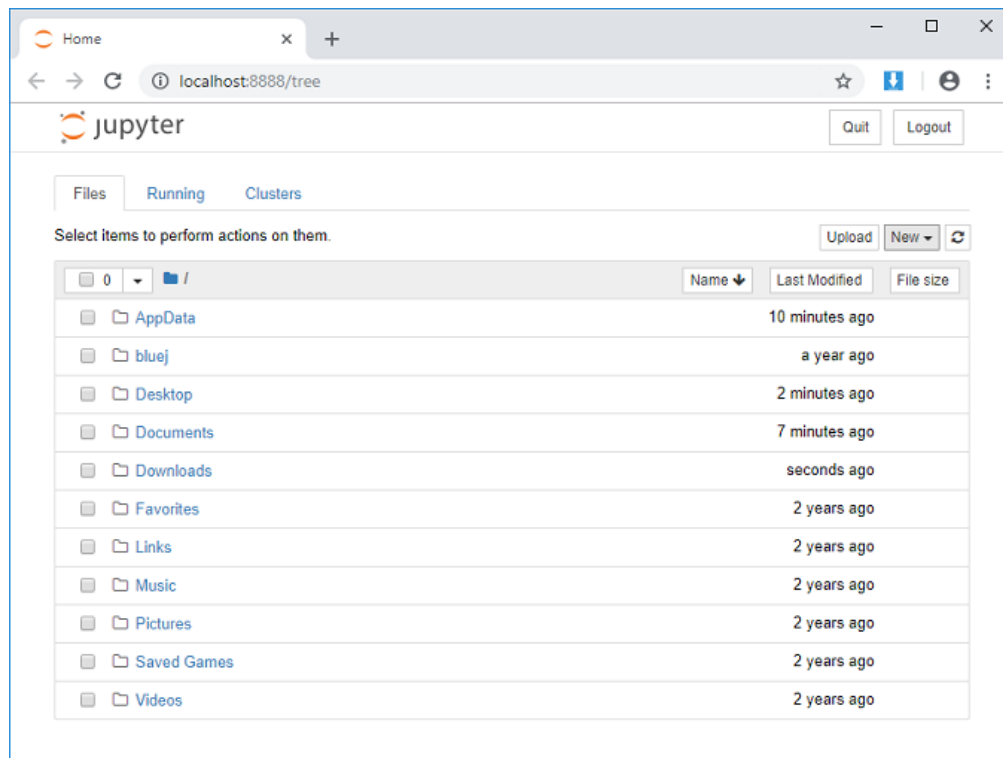 Home
localhost:8888/tree
jupyter Quit Logout
Files Running Clusters
Select items to perform actions on them. Upload New
0 / Name Last Modified File size
AppData 10 minutes ago
bluej a year ago
Desktop 2 minutes ago
Documents 7 minutes ago
Downloads seconds ago
Favorites 2 years ago
Links 2 years ago
Music 2 years ago
Pictures 2 years ago
Saved Games 2 years ago
Videos 2 years ago